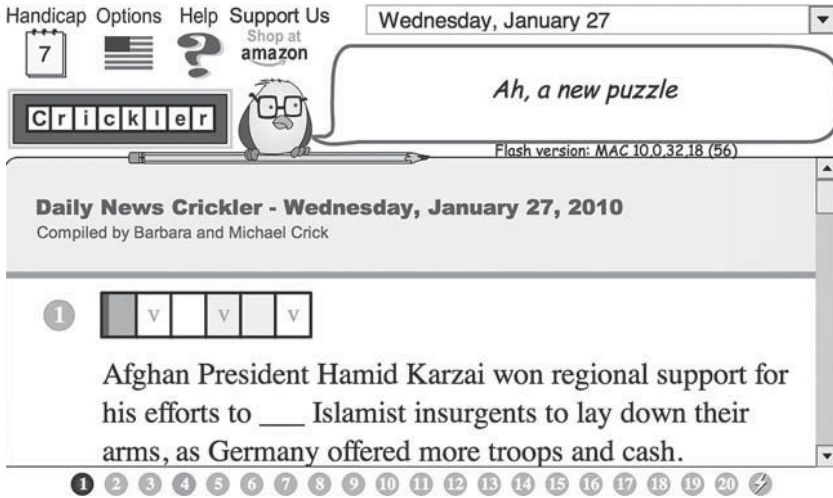 Handicap Options Help Support Us
7
Shop at
amazon
Wednesday, January 27
Ah, a new puzzle
Crickler
Flash version: MAC 10,0,32,18 (56)
Daily News Crickler - Wednesday, January 27, 2010
Compiled by Barbara and Michael Crick
1
V V V
Afghan President Hamid Karzai won regional support for
his efforts to ___ Islamist insurgents to lay down their
arms, as Germany offered more troops and cash.
1 2 3 4 5 6 7 8 9 10 11 12 13 14 15 16 17 18 19 20